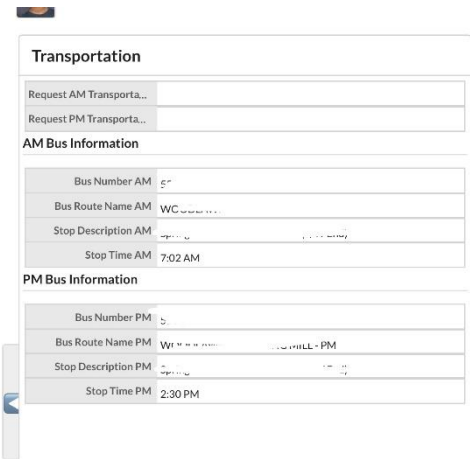 Transportation
Request AM Transporta...
Request PM Transporta...
AM Bus Information
Bus Number AM
Bus Route Name AM
Stop Description AM
Stop Time AM 7:02 AM
PM Bus Information
Bus Number PM
Bus Route Name PM MILL - PM
Stop Description PM
Stop Time PM 2:30 PM